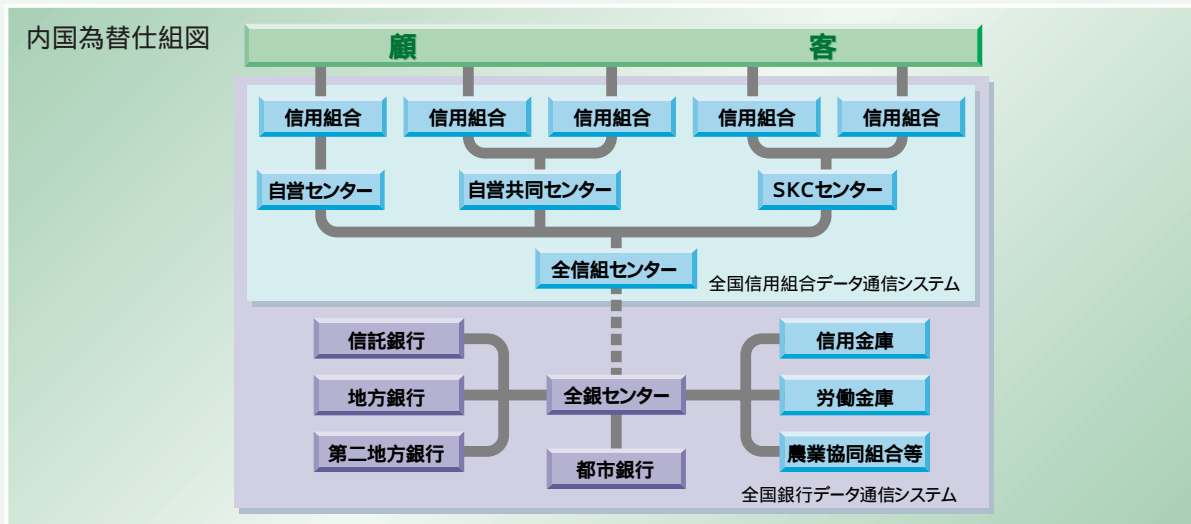 内国為替仕組図
顧 客
信用組合 信用組合 信用組合 信用組合 信用組合
自営センター 自営共同センター SKCセンター
全信組センター
全国信用組合データ通信システム
信託銀行 信用金庫
地方銀行 全銀センター 労働金庫
第二地方銀行 都市銀行 農業協同組合等
全国銀行データ通信システム